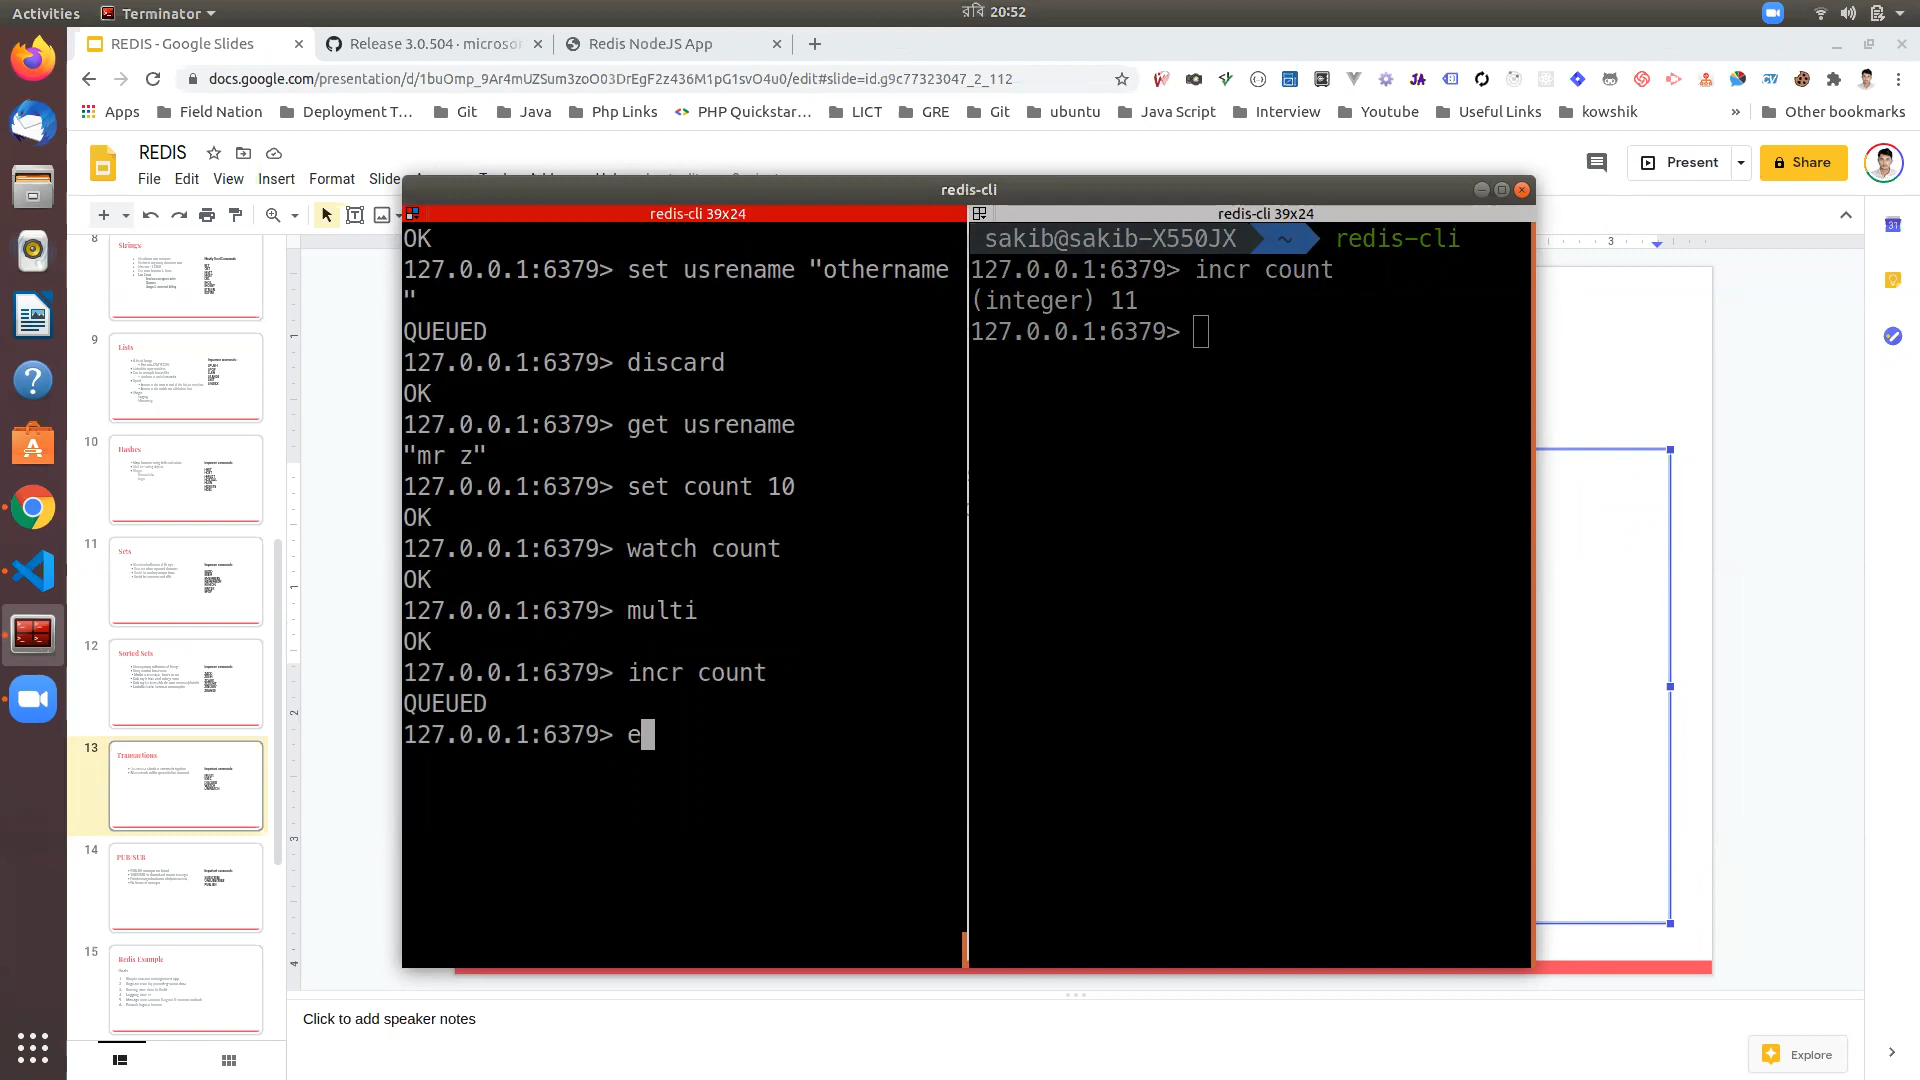 Activities
Terminator
রবি 20:52
REDIS - Google Slides
Release 3.0.504 · microso
Redis NodeJS App
docs.google.com/presentation/d/1buOmp_9Ar4mUZSum3zoO03DrEgF2z436M1pG1svO4u0/edit#slide=id.g9c77323047_2_112
Apps
Field Nation
Deployment T...
Git
Java
Php Links
PHP Quickstar...
LICT
GRE
Git
ubuntu
Java Script
Interview
Youtube
Useful Links
kowshik
»
Other bookmarks
REDIS
File Edit View Insert Format Slide
Present
Share
redis-cli
redis-cli 39x24
OK
127.0.0.1:6379> set usrename "othername
"
QUEUED
127.0.0.1:6379> discard
OK
127.0.0.1:6379> get usrename
"mr z"
127.0.0.1:6379> set count 10
OK
127.0.0.1:6379> watch count
OK
127.0.0.1:6379> multi
OK
127.0.0.1:6379> incr count
QUEUED
127.0.0.1:6379> e
redis-cli 39x24
sakib@sakib-X550JX ~ redis-cli
127.0.0.1:6379> incr count
(integer) 11
127.0.0.1:6379>
8
Strings
9
Lists
10
Hashes
11
Sets
12
Sorted Sets
13
Transactions
14
PUB/SUB
15
Redis Example
Click to add speaker notes
Explore